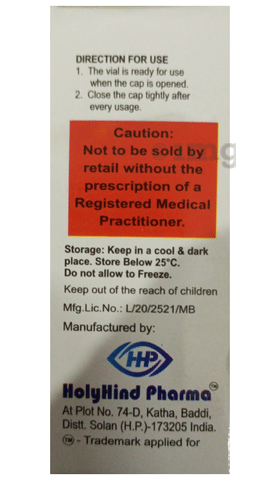 DIRECTION FOR USE
1. The vial is ready for use
when the cap is opened.
2. Close the cap tightly after
every usage.
Caution:
Not to be sold by
retail without the
prescription of a
Registered Medical
Practitioner.
Storage: Keep in a cool & dark
place. Store Below 25°C.
Do not allow to Freeze.
Keep out of the reach of children
Mfg.Lic.No.: L/20/2521/MB
Manufactured by:
HHP
HolyHind Pharma™
At Plot No. 74-D, Katha, Baddi,
Distt. Solan (H.P.)-173205 India.
™ - Trademark applied for